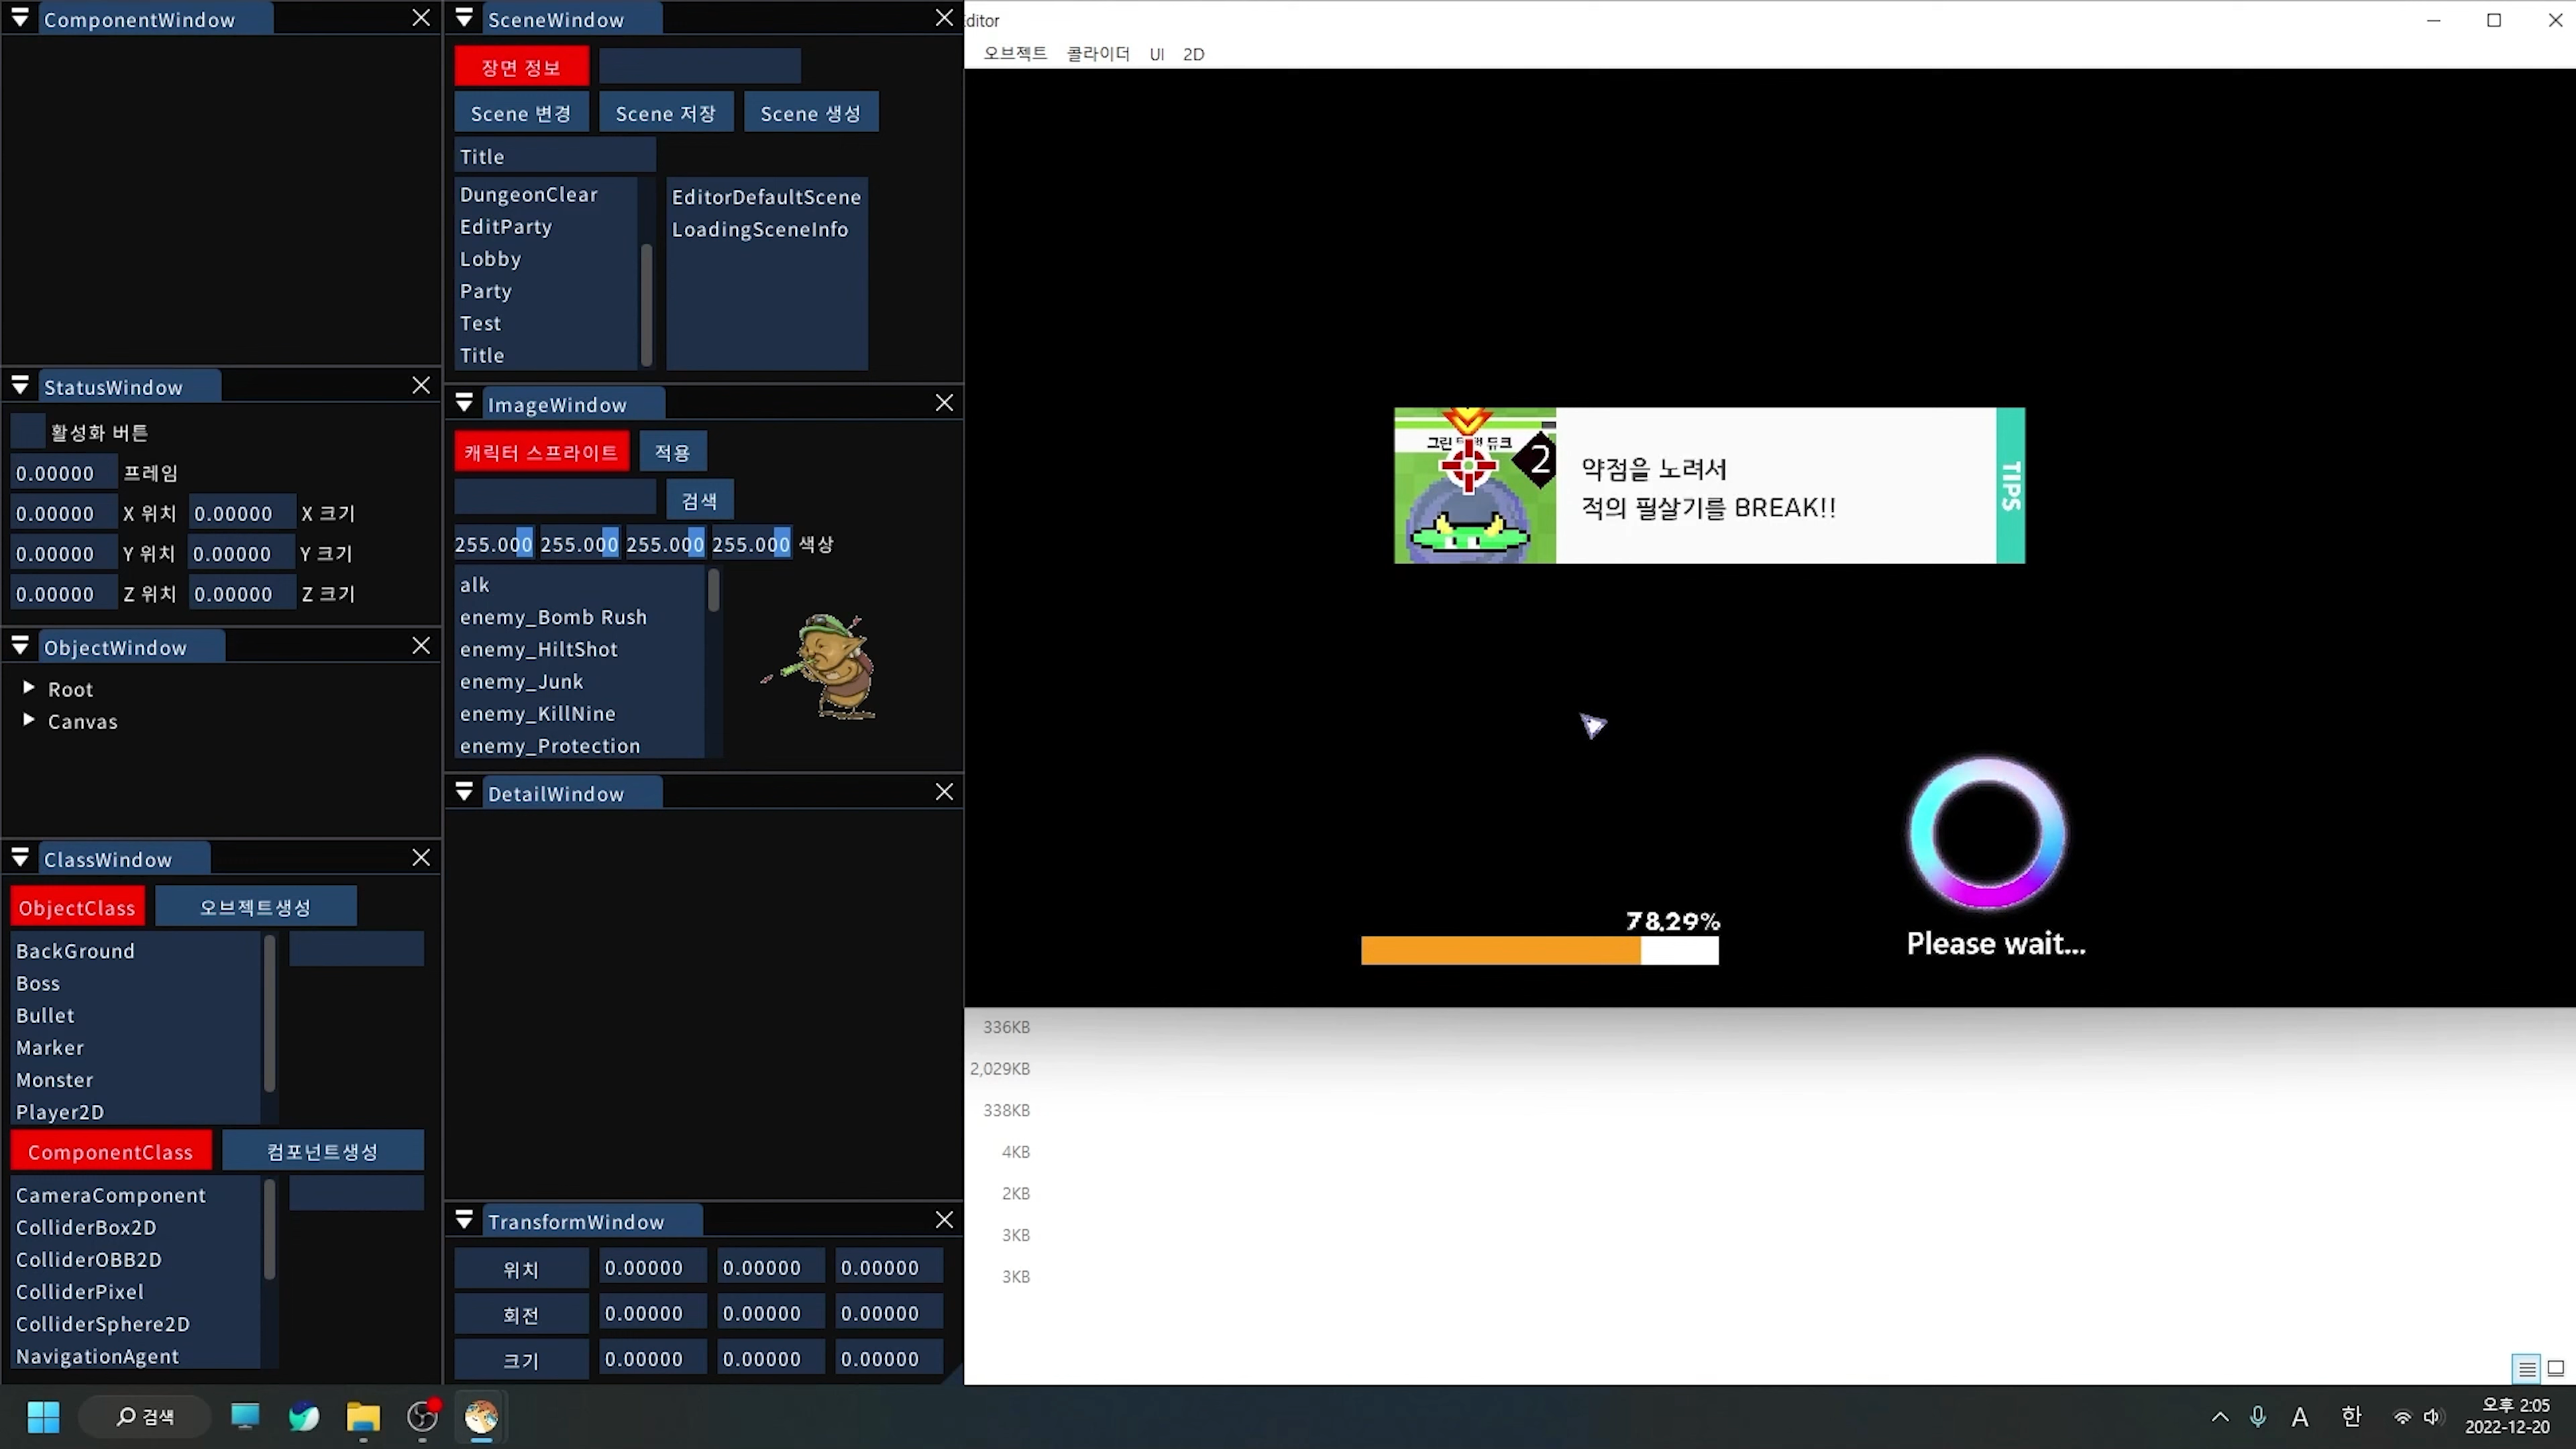 ComponentWindow
StatusWindow
활성화 버튼
0.00000 프레임
0.00000 X 위치 0.00000 X 크기
0.00000 Y 위치 0.00000 Y 크기
0.00000 Z 위치 0.00000 Z 크기
ObjectWindow
Root
Canvas
ClassWindow
ObjectClass 오브젝트생성
BackGround
Boss
Bullet
Marker
Monster
Player2D
ComponentClass 컴포넌트생성
CameraComponent
ColliderBox2D
ColliderOBB2D
ColliderPixel
ColliderSphere2D
NavigationAgent
SceneWindow
장면 정보
Scene 변경 Scene 저장 Scene 생성
Title
DungeonClear
EditParty
Lobby
Party
Test
Title
EditorDefaultScene
LoadingSceneInfo
ImageWindow
캐릭터 스프라이트 적용
검색
255.000 255.000 255.000 255.000 색상
alk
enemy_Bomb Rush
enemy_HiltShot
enemy_Junk
enemy_KillNine
enemy_Protection
DetailWindow
TransformWindow
위치 0.00000 0.00000 0.00000
회전 0.00000 0.00000 0.00000
크기 0.00000 0.00000 0.00000
ditor
오브젝트 콜라이더 UI 2D
그린 듀크
2
약점을 노려서
적의 필살기를 BREAK!!
TIPS
78.29%
Please wait...
336KB
2,029KB
338KB
4KB
2KB
3KB
3KB
검색
A 한
오후 2:05
2022-12-20